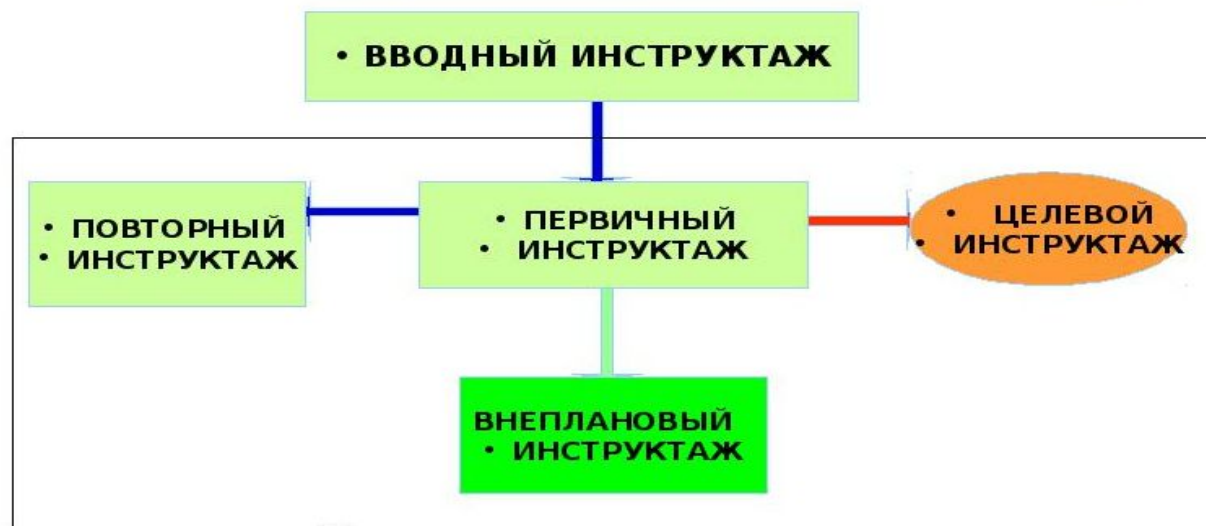 • ВВОДНЫЙ ИНСТРУКТАЖ
• ПОВТОРНЫЙ
• ИНСТРУКТАЖ
• ПЕРВИЧНЫЙ
• ИНСТРУКТАЖ
• ЦЕЛЕВОЙ
• ИНСТРУКТАЖ
ВНЕПЛАНОВЫЙ
• ИНСТРУКТАЖ